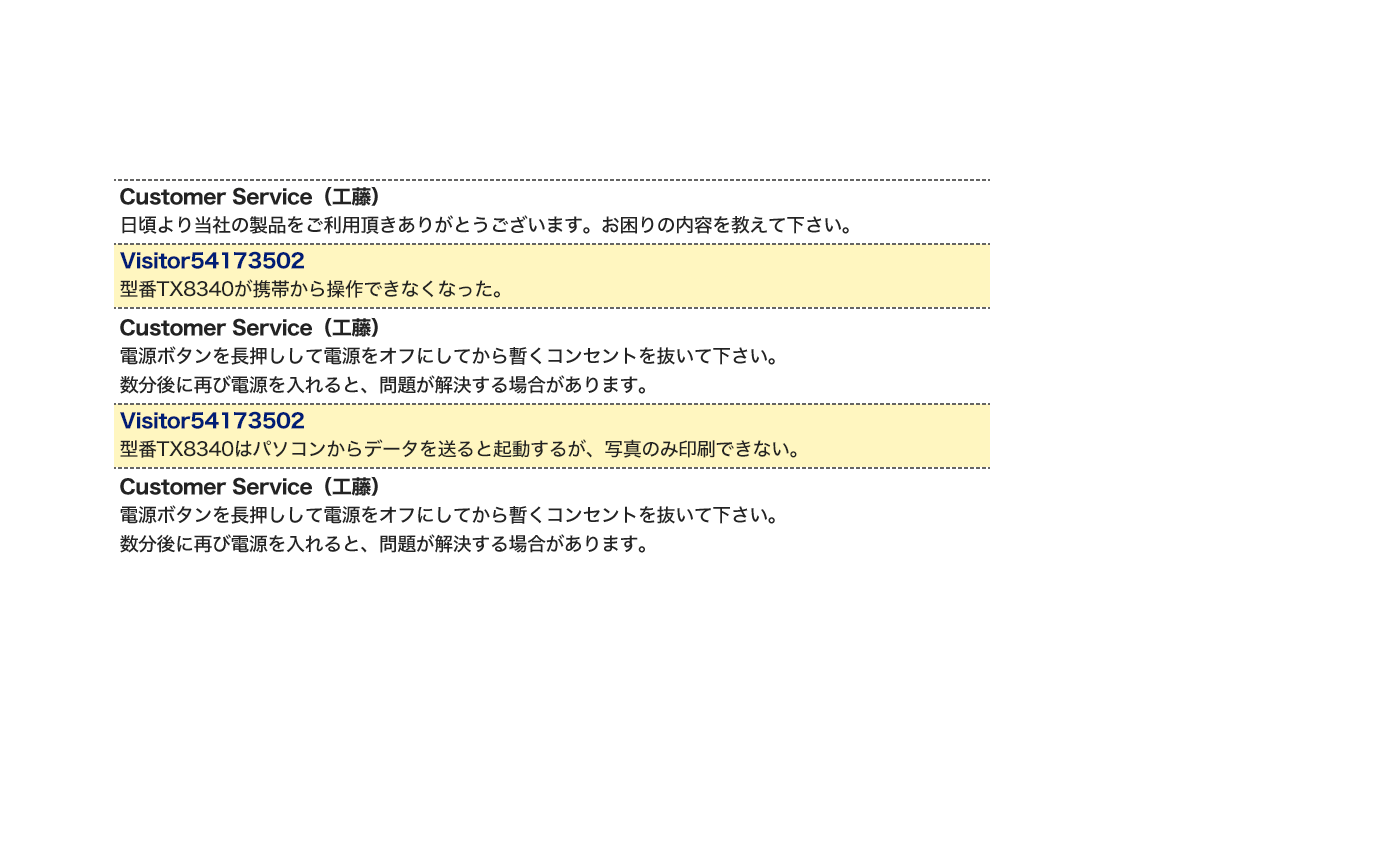 Customer Service（工藤）
日頃より当社の製品をご利用頂きありがとうございます。お困りの内容を教えて下さい。
Visitor54173502
型番TX8340が携帯から操作できなくなった。
Customer Service（工藤）
電源ボタンを長押しして電源をオフにしてから暫くコンセントを抜いて下さい。
数分後に再び電源を入れると、問題が解決する場合があります。
Visitor54173502
型番TX8340はパソコンからデータを送ると起動するが、写真のみ印刷できない。
Customer Service（工藤）
電源ボタンを長押しして電源をオフにしてから暫くコンセントを抜いて下さい。
数分後に再び電源を入れると、問題が解決する場合があります。